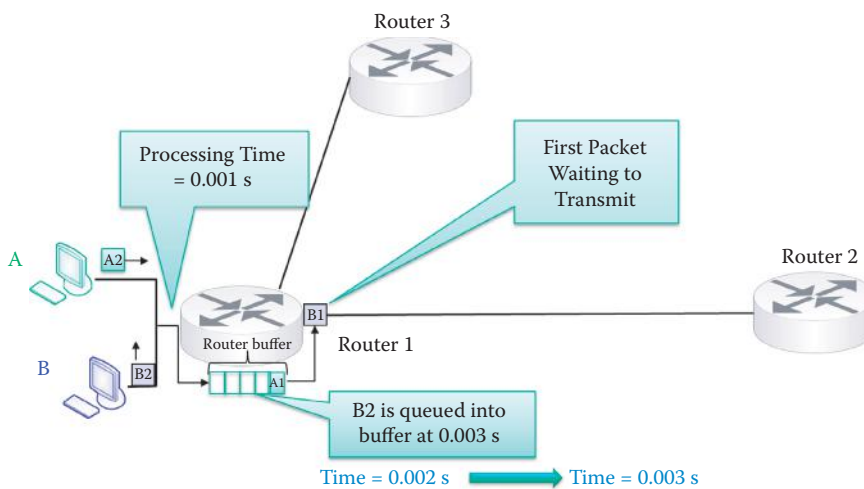 Router 3
Processing Time
= 0.001 s
First Packet
Waiting to
Transmit
A
A2
Router 2
B1
Router buffer
Router 1
B
B2
A1
B2 is queued into
buffer at 0.003 s
Time = 0.002 s
Time = 0.003 s